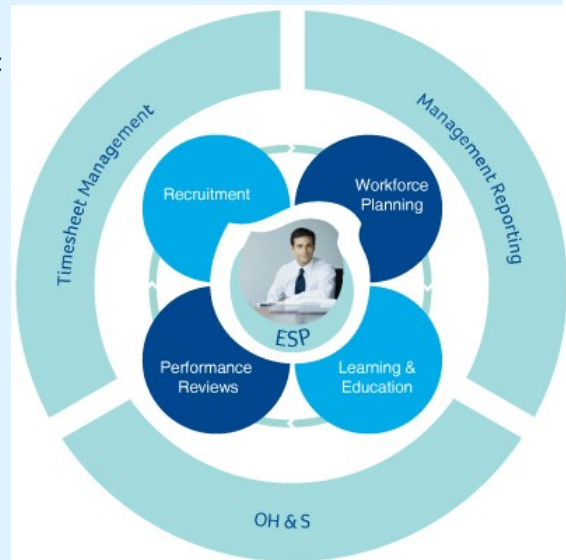 Timesheet Management
Management Reporting
Recruitment
Workforce
Planning
ESP
Performance
Reviews
Learning &
Education
OH & S